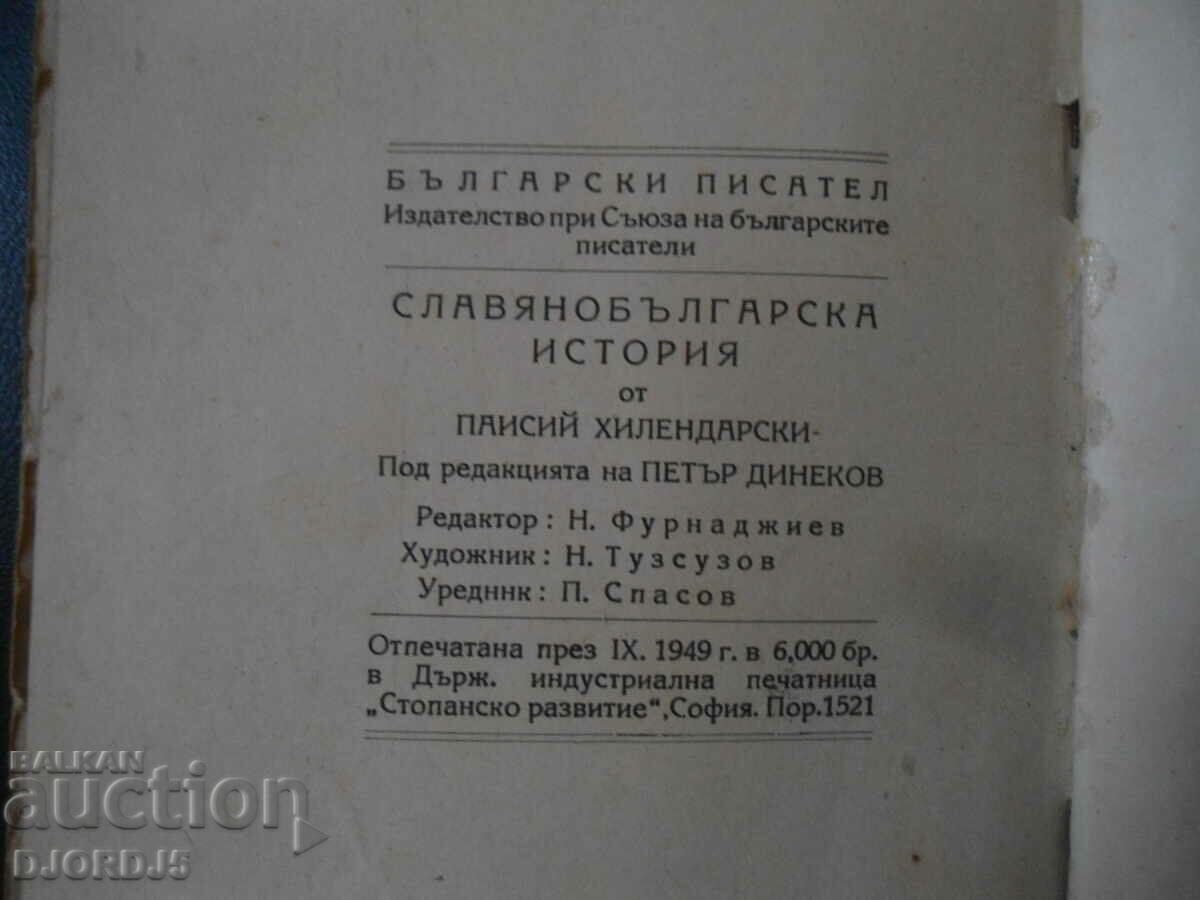 БЪЛГАРСКИ ПИСАТЕЛ
Издателство при Съюза на българските
писатели
СЛАВЯНОБЪЛГАРСКА
ИСТОРИЯ
от
ПАИСИЙ ХИЛЕНДАРСКИ-
Под редакцията на ПЕТЪР ДИНЕКОВ
Редактор: Н. Фурнаджиев
Художник: Н. Тузсузов
Уредннк: П. Спасов
Отпечатана през IX. 1949 г. в 6,000 бр.
в Държ. индустриална печатница
„Стопанско развитие“, София. Пор.1521
BALKAN
auction
DJORDJ5